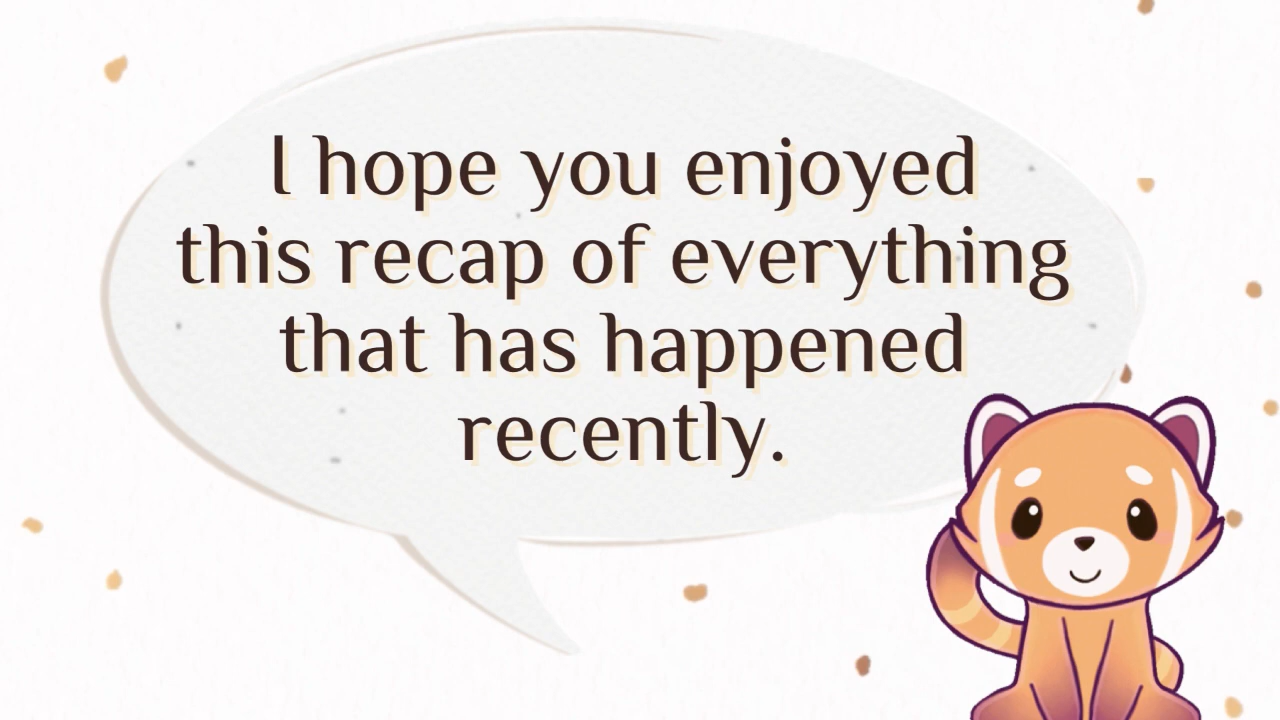 I hope you enjoyed
this recap of everything
that has happened
recently.